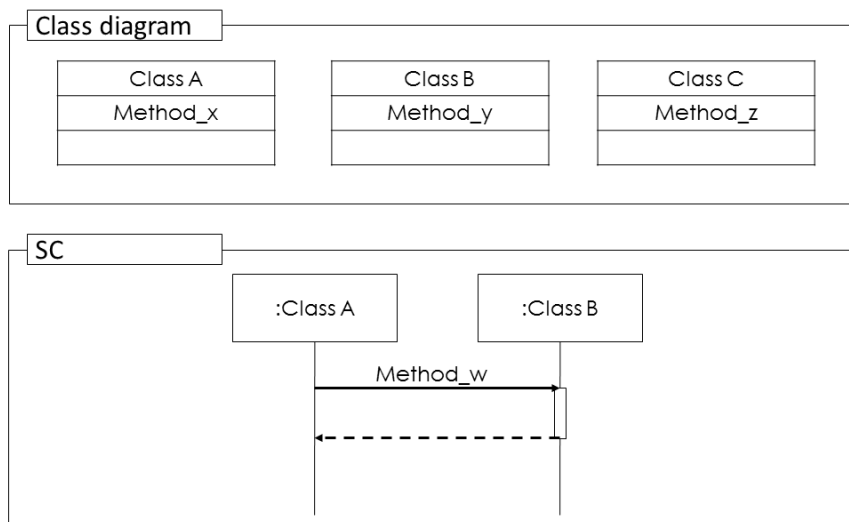 Class diagram
Class A
Class B
Class C
Method_x
Method_y
Method_z
SC
:Class A
:Class B
Method_w